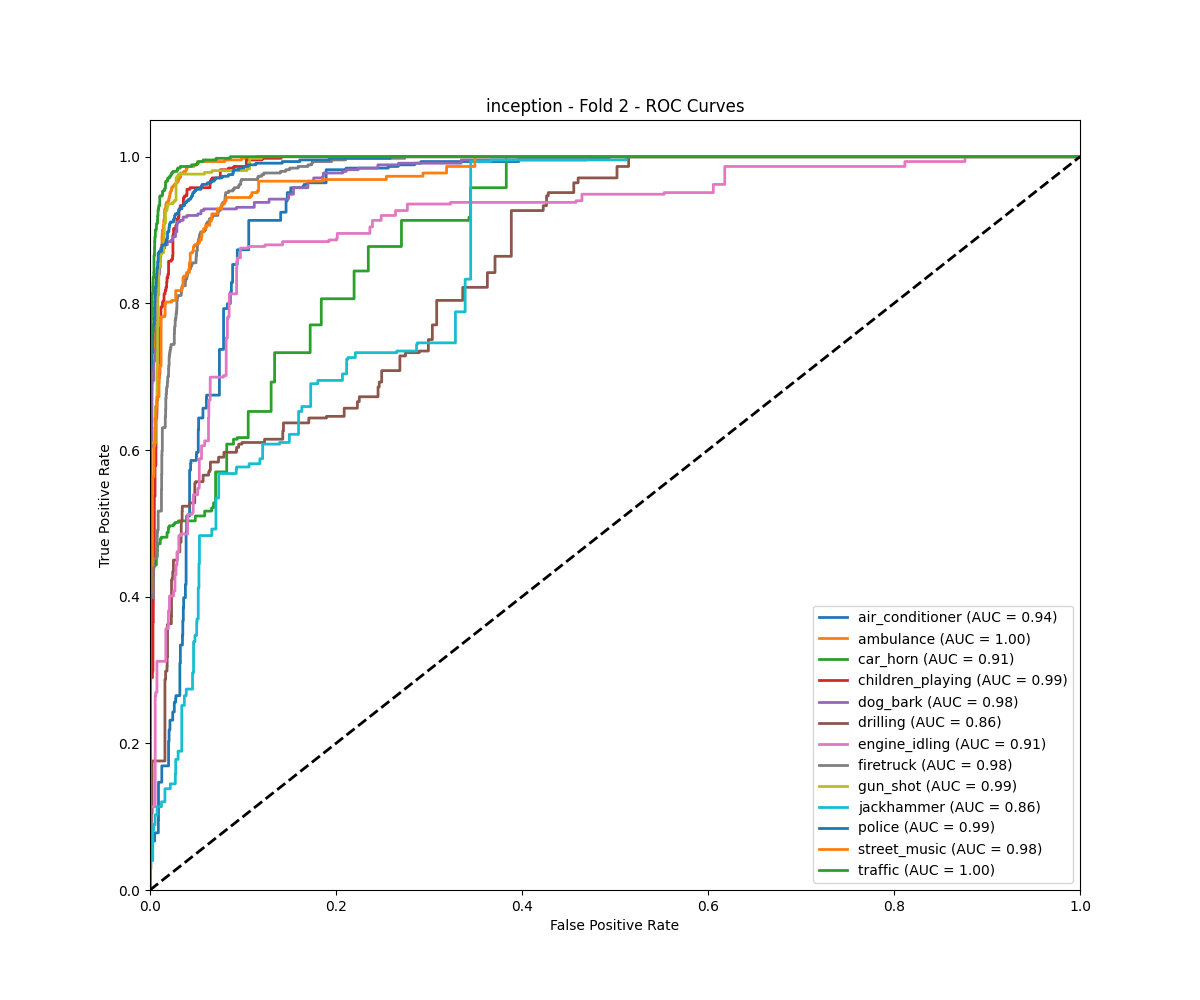 inception - Fold 2 - ROC Curves
True Positive Rate
1.0
0.8
0.6
0.4
0.2
0.0
0.0 0.2 0.4 0.6 0.8 1.0
False Positive Rate
air_conditioner (AUC = 0.94)
ambulance (AUC = 1.00)
car_horn (AUC = 0.91)
children_playing (AUC = 0.99)
dog_bark (AUC = 0.98)
drilling (AUC = 0.86)
engine_idling (AUC = 0.91)
firetruck (AUC = 0.98)
gun_shot (AUC = 0.99)
jackhammer (AUC = 0.86)
police (AUC = 0.99)
street_music (AUC = 0.98)
traffic (AUC = 1.00)